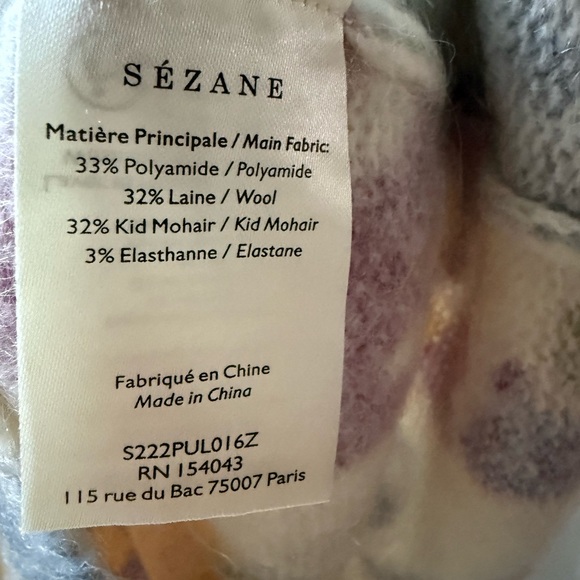 SÉZANE
Matière Principale / Main Fabric:
33% Polyamide / Polyamide
32% Laine / Wool
32% Kid Mohair / Kid Mohair
3% Elasthanne / Elastane
Fabriqué en Chine
Made in China
S222PUL016Z
RN 154043
115 rue du Bac 75007 Paris